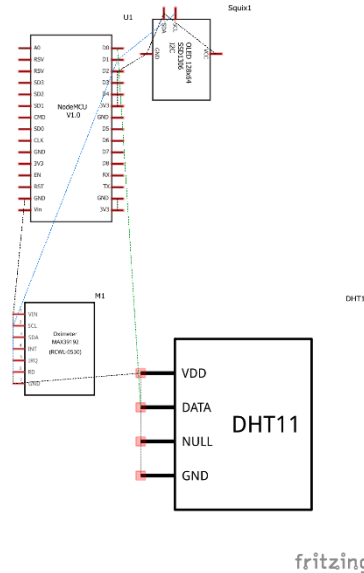 Squix1
U1
A0
RSV
RSV
SD3
SD2
SD1
CMD
SD0
CLK
GND
3V3
EN
RST
GND
Vin
NodeMCU
V1.0
D0
D1
D2
D3
D4
3V3
GND
D5
D6
D7
D8
RX
TX
GND
3V3
SDA
SCL
GND
VCC
OLED 128x64
SSD1306
I2C
M1
VIN
SCL
SDA
INT
IRQ
RD
GND
Oximeter
(RCWL-0530)
DHT1
VDD
DATA
NULL
GND
DHT11
fritzing